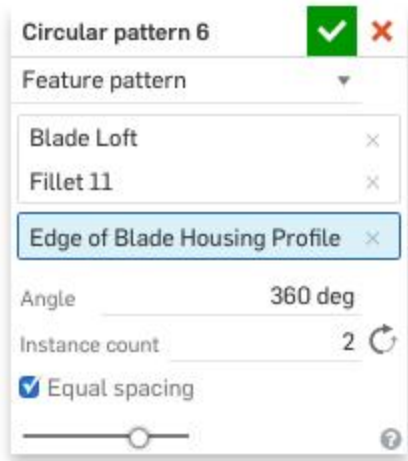 Circular pattern 6
Feature pattern
Blade Loft
Fillet 11
Edge of Blade Housing Profile
Angle 360 deg
Instance count 2
Equal spacing